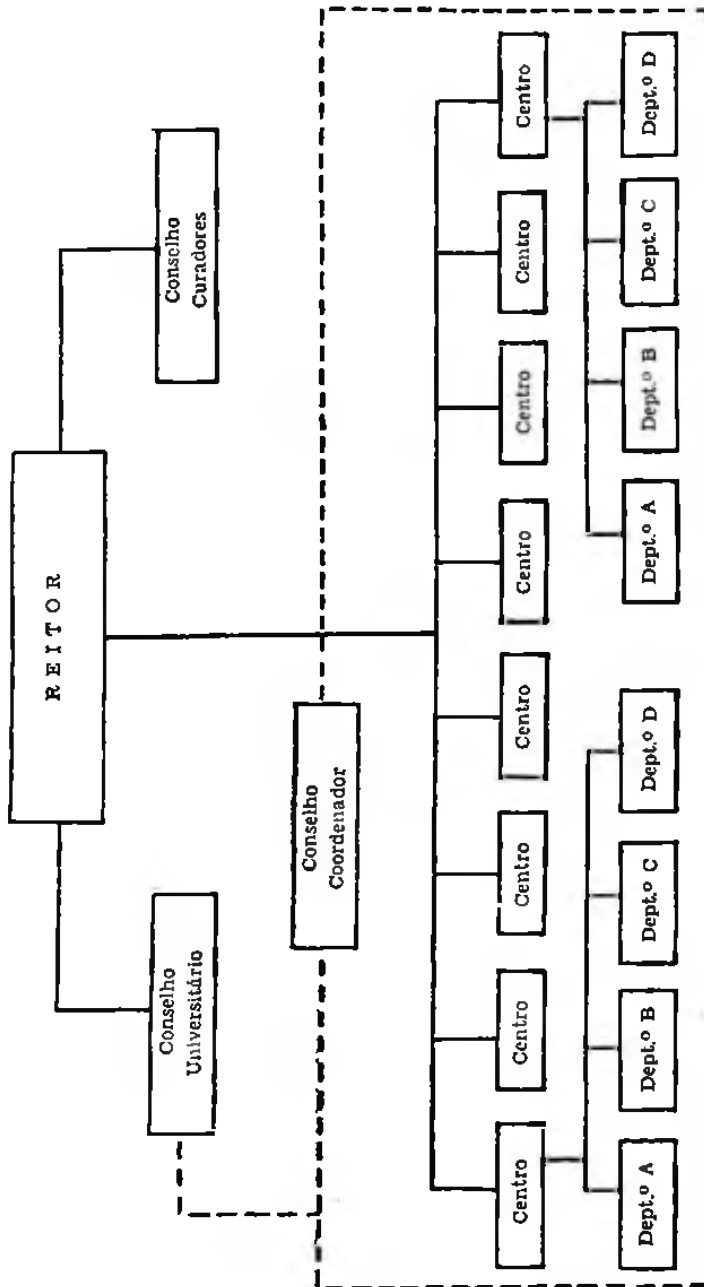 REITOR
Conselho
Universitário
Conselho
Curadores
Conselho
Coordenador
Centro
Centro
Centro
Centro
Centro
Centro
Centro
Centro
Dept.º A
Dept.º B
Dept.º C
Dept.º D
Dept.º A
Dept.º B
Dept.º C
Dept.º D